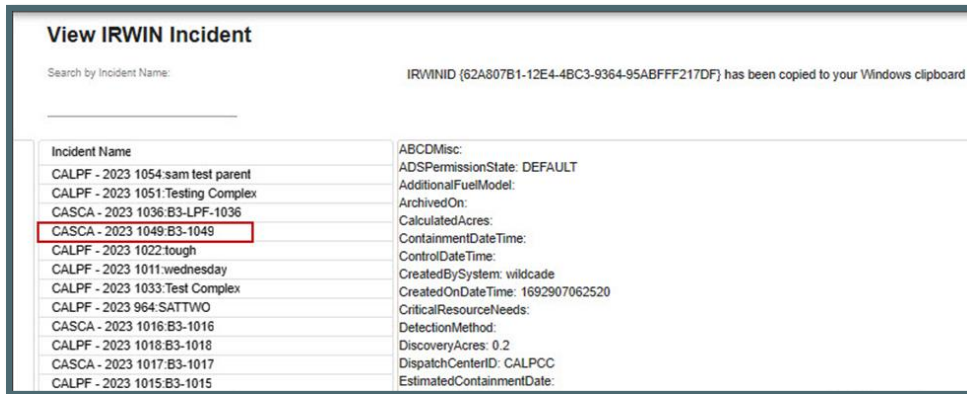 View IRWIN Incident
Search by Incident Name:
IRWINID {62A807B1-12E4-4BC3-9364-95ABFFF217DF} has been copied to your Windows clipboard
Incident Name
CALPF - 2023 1054:sam test parent
CALPF - 2023 1051:Testing Complex
CASCA - 2023 1036:B3-LPF-1036
CASCA - 2023 1049:B3-1049
CALPF - 2023 1022:tough
CALPF - 2023 1011:wednesday
CALPF - 2023 1033:Test Complex
CALPF - 2023 964:SATTWO
CASCA - 2023 1016:B3-1016
CALPF - 2023 1018:B3-1018
CASCA - 2023 1017:B3-1017
CALPF - 2023 1015:B3-1015
ABCDMisc:
ADSPermissionState: DEFAULT
AdditionalFuelModel:
ArchivedOn:
CalculatedAcres:
ContainmentDateTime:
ControlDateTime:
CreatedBySystem: wildcade
CreatedOnDateTime: 1692907062520
CriticalResourceNeeds:
DetectionMethod:
DiscoveryAcres: 0.2
DispatchCenterID: CALPCC
EstimatedContainmentDate: